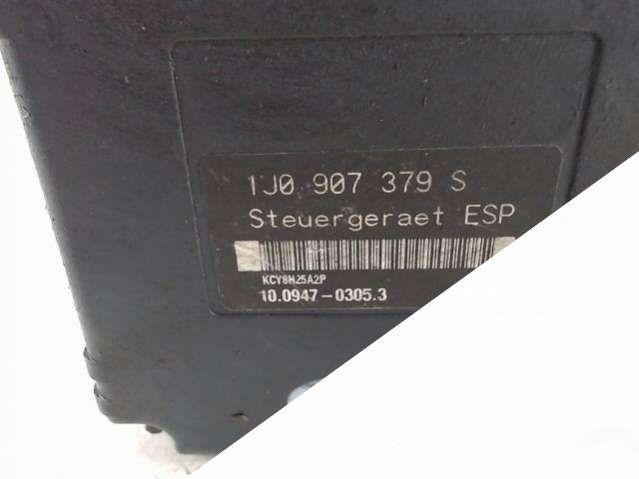 1J0 907 379 S
Steuergeraet ESP
KCY8H25A2P
10.0947-0305.3